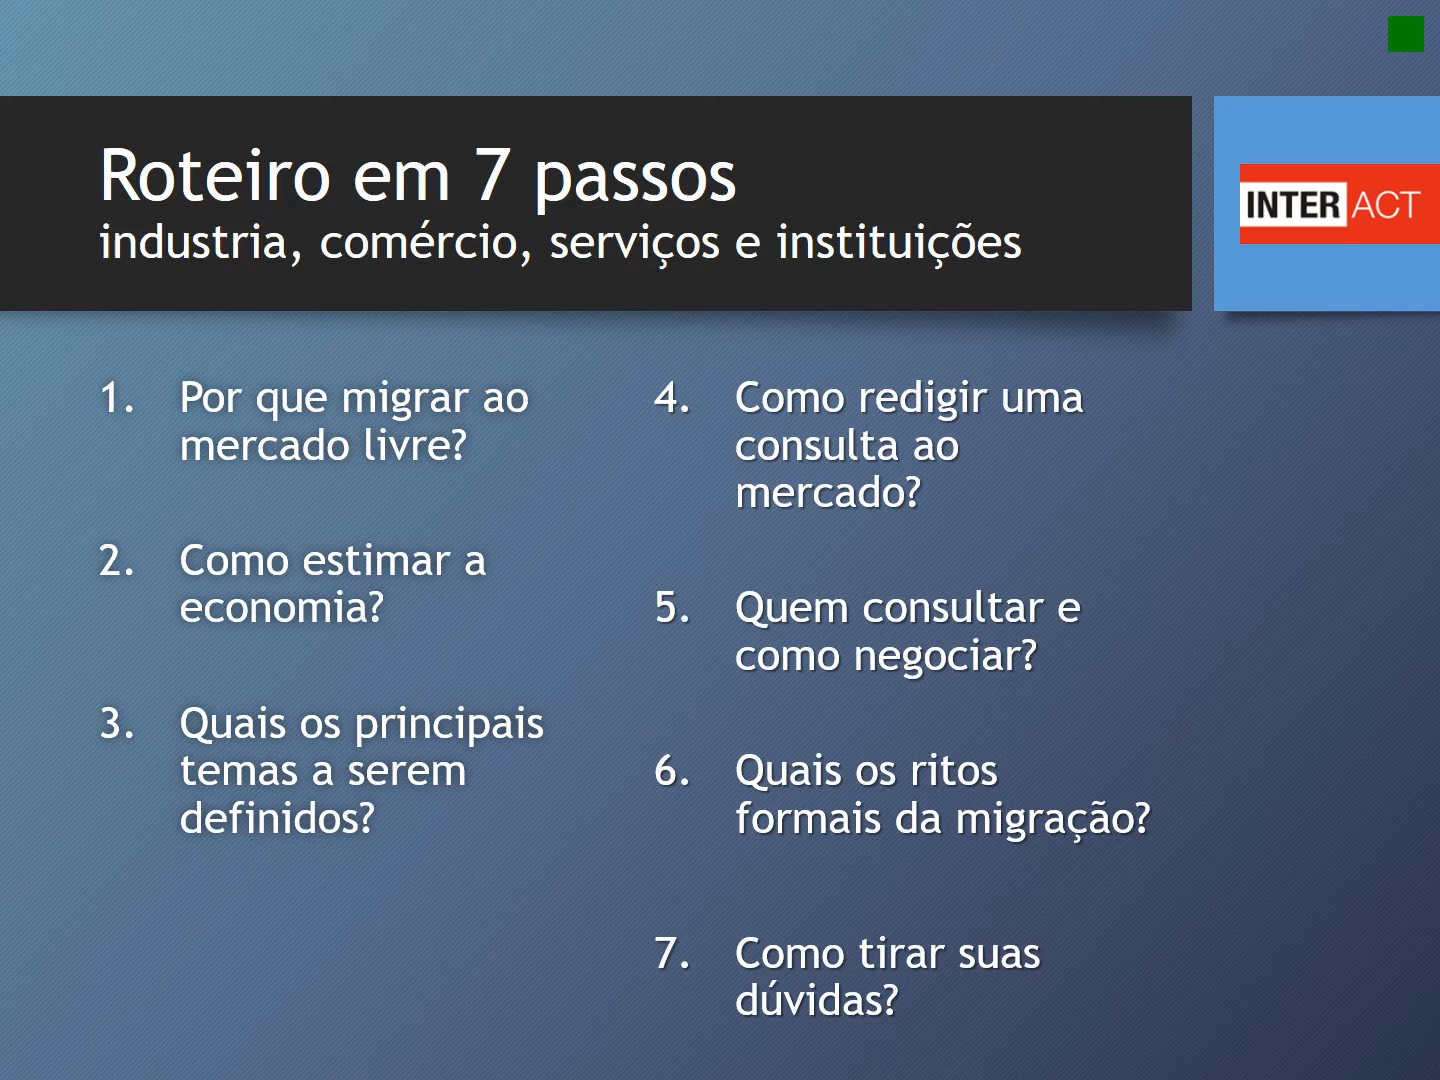 Roteiro em 7 passos
industria, comércio, serviços e instituições
INTERACT
1. Por que migrar ao
mercado livre?
2. Como estimar a
economia?
3. Quais os principais
temas a serem
definidos?
4. Como redigir uma
consulta ao
mercado?
5. Quem consultar e
como negociar?
6. Quais os ritos
formais da migração?
7. Como tirar suas
dúvidas?